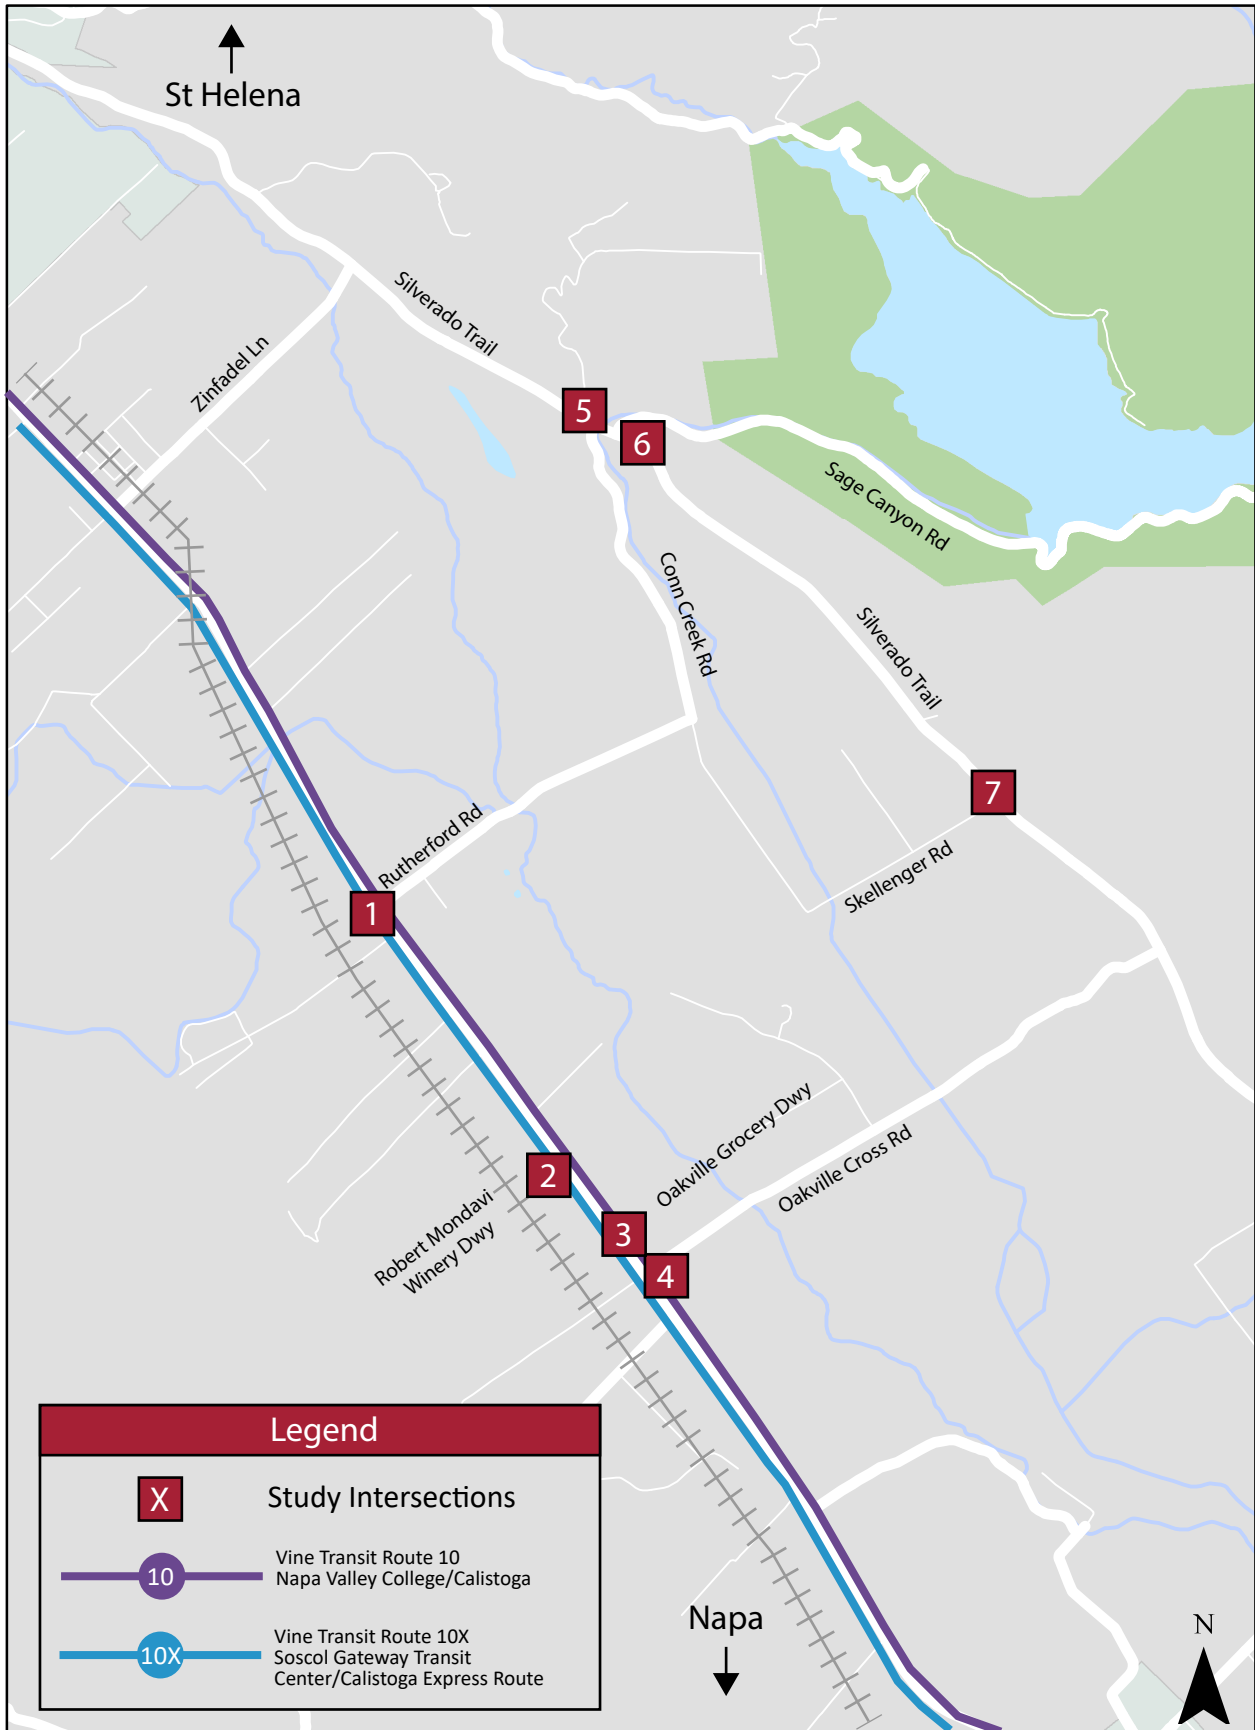 St Helena
Silverado Trail
Zinfadel Ln
5
6
Sage Canyon Rd
Conn Creek Rd
Silverado Trail
7
Rutherford Rd
Skellenger Rd
1
Oakville Grocery Dwy
Oakville Cross Rd
2
Robert Mondavi
Winery Dwy
3
4
Legend
X
Study Intersections
10
Vine Transit Route 10
Napa Valley College/Calistoga
10X
Vine Transit Route 10X
Soscol Gateway Transit
Center/Calistoga Express Route
Napa
N